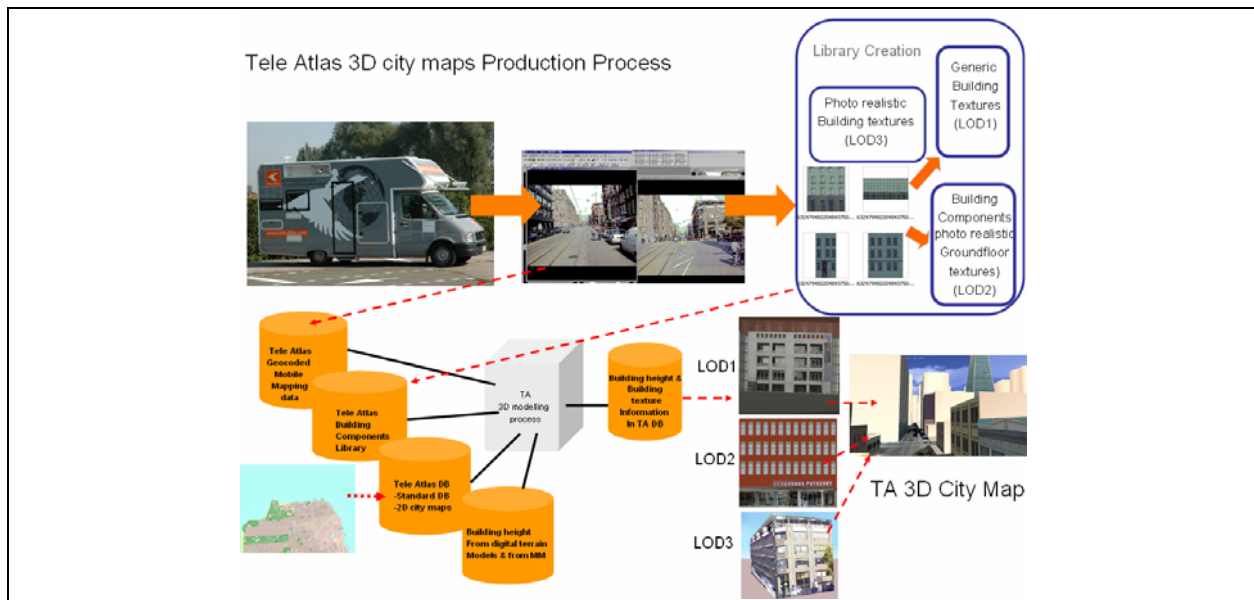 Tele Atlas 3D city maps Production Process
Library Creation
Photo realistic
Building textures
(LOD3)
Generic
Building
Textures
(LOD1)
Building
Components
photo realistic
Groundfloor
textures)
(LOD2)
Tele Atlas
Geocoded
Mobile
Mapping
data
Tele Atlas
Building
Components
Library
Tele Atlas DB
-Standard DB
-2D city maps
Building height
From digital terrain
Models & from MM
TA
3D modelling
process
Building height &
Building
texture
Information
In TA DB
LOD1
LOD2
LOD3
TA 3D City Map